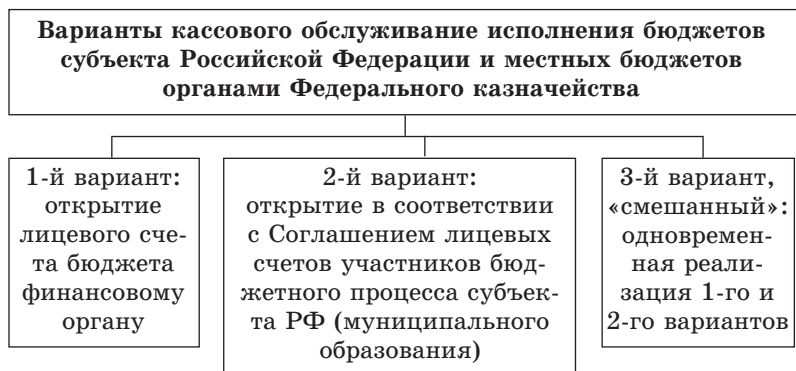 Варианты кассового обслуживание исполнения бюджетов
субъекта Российской Федерации и местных бюджетов
органами Федерального казначейства
1-й вариант:
открытие
лицевого сче-
та бюджета
финансовому
органу
2-й вариант:
открытие в соответствии
с Соглашением лицевых
счетов участников бюд-
жетного процесса субъек-
та РФ (муниципального
образования)
3-й вариант,
«смешанный»:
одновремен-
ная реали-
зация 1-го и
2-го вариантов